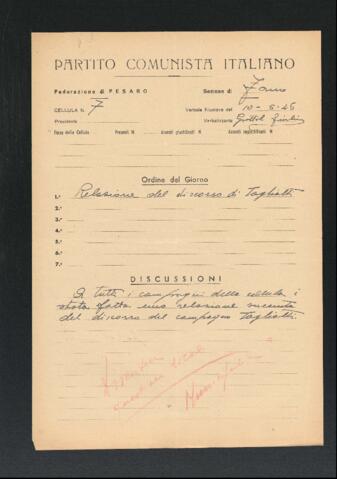 PARTITO COMUNISTA ITALIANO
Federazione di PESARO Sezione di Fano
CELLULA N. 7 Verbale Riunione del 10-5-45
Presidente Verbalizzante
Forza della Cellula Presenti N. Assenti giustificati N. Assenti ingiustificati N.
Ordine del Giorno
1.° Relazione del discorso di Togliatti
2.°
3.°
4.°
5.°
6.°
7.°
DISCUSSIONI
A tutti i compagni della cellula è
stata fatta una relazione
del discorso del compagno Togliatti.